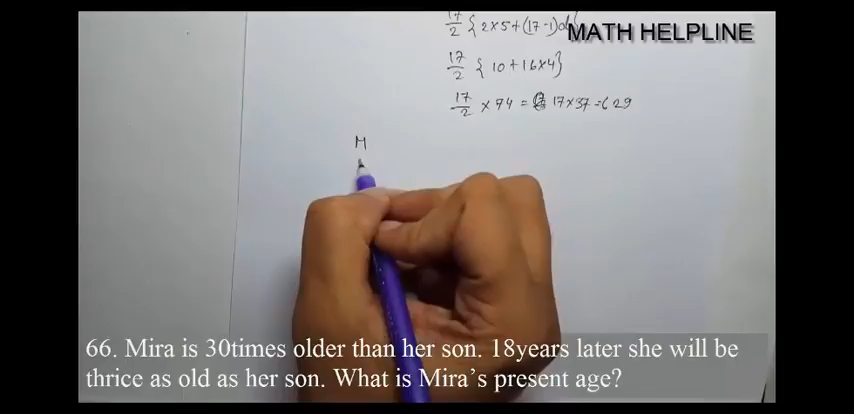 17/2 { 2×5+(17-1)
MATH HELPLINE
17/2 { 10+16×4}
17/2 × 74 = 17×37 = 629
M
66. Mira is 30times older than her son. 18years later she will be
thrice as old as her son. What is Mira's present age?